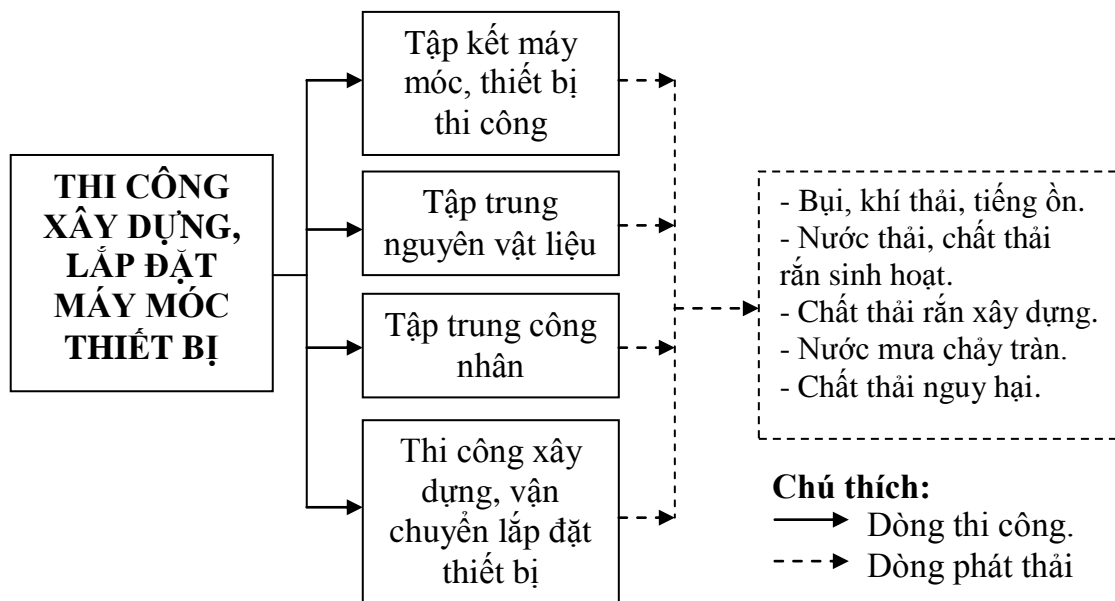 THI CÔNG
XÂY DỰNG,
LẮP ĐẶT
MÁY MÓC
THIẾT BỊ
Tập kết máy
móc, thiết bị
thi công
Tập trung
nguyên vật liệu
Tập trung công
nhân
Thi công xây
dựng, vận
chuyển lắp đặt
thiết bị
- Bụi, khí thải, tiếng ồn.
- Nước thải, chất thải
rắn sinh hoạt.
- Chất thải rắn xây dựng.
- Nước mưa chảy tràn.
- Chất thải nguy hại.
Chú thích:
Dòng thi công.
Dòng phát thải